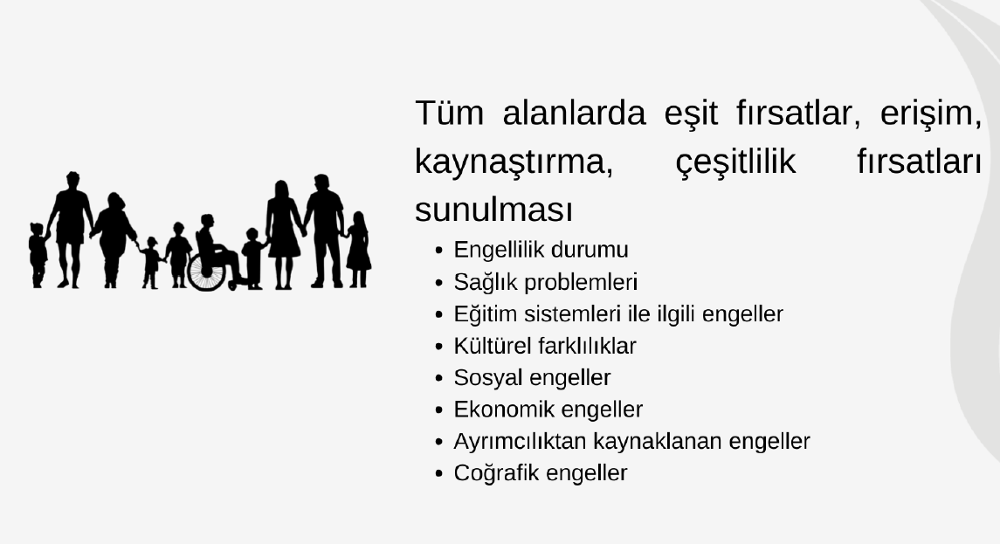 Tüm alanlarda eşit fırsatlar, erişim,
kaynaştırma, çeşitlilik fırsatları
sunulması
• Engellilik durumu
• Sağlık problemleri
• Eğitim sistemleri ile ilgili engeller
• Kültürel farklılıklar
• Sosyal engeller
• Ekonomik engeller
• Ayrımcılıktan kaynaklanan engeller
• Coğrafik engeller